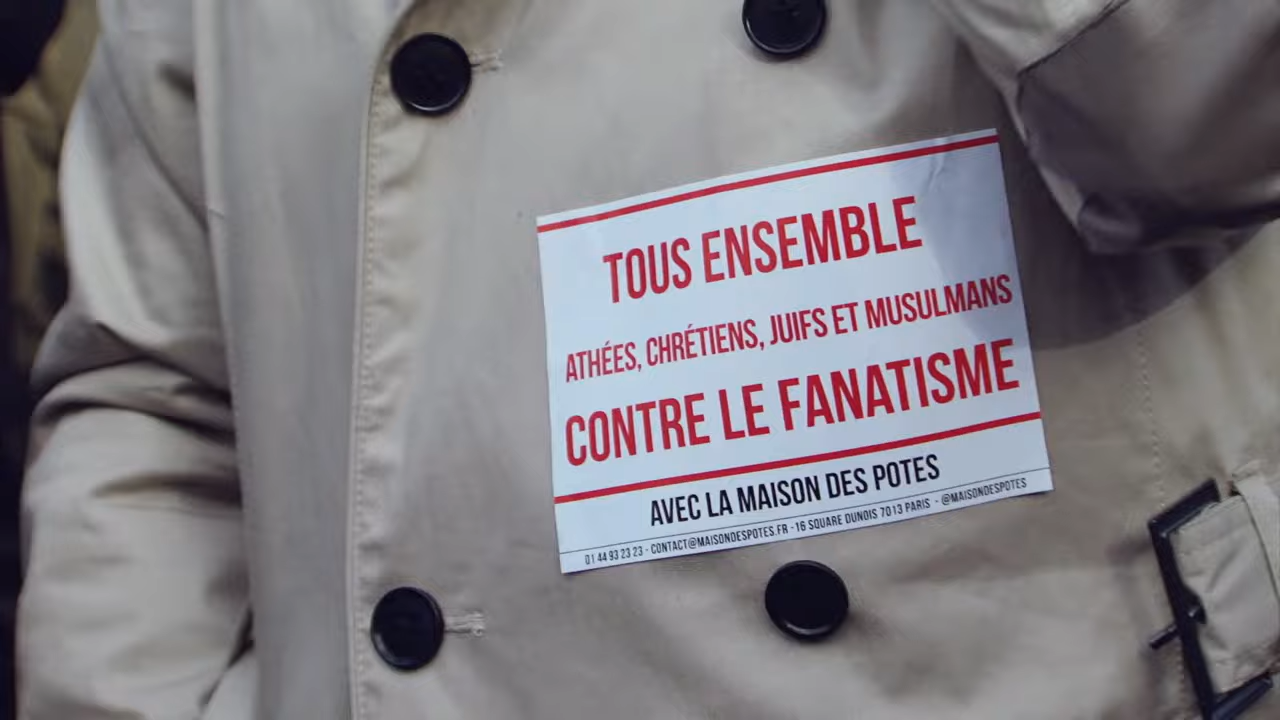 TOUS ENSEMBLE
ATHÉES, CHRÉTIENS, JUIFS ET MUSULMANS
CONTRE LE FANATISME
AVEC LA MAISON DES POTES
01 44 93 23 23 - CONTACT@MAISONDESPOTES.FR - 16 SQUARE DUNOIS 7013 PARIS - @MAISONDESPOTES